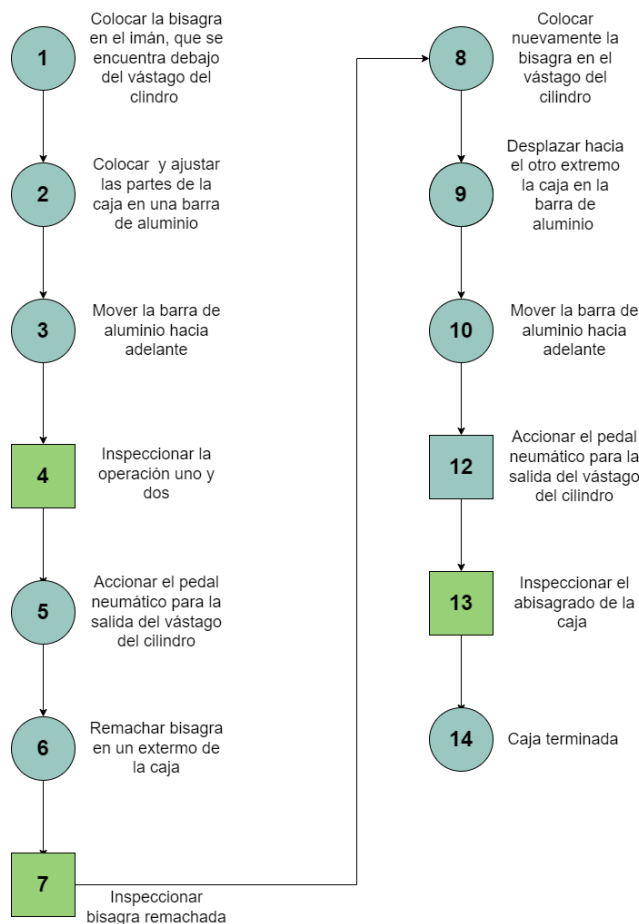 1
Colocar la bisagra
en el imán, que se
encuentra debajo
del vástago del
clindro
2
Colocar y ajustar
las partes de la
caja en una barra
de aluminio
3
Mover la barra de
aluminio hacia
adelante
4
Inspeccionar la
operación uno y
dos
5
Accionar el pedal
neumático para la
salida del vástago
del cilindro
6
Remachar bisagra
en un extermo de
la caja
7
Inspeccionar
bisagra remachada
8
Colocar
nuevamente la
bisagra en el
vástago del
cilindro
9
Desplazar hacia
el otro extremo
la caja en la
barra de
aluminio
10
Mover la barra de
aluminio hacia
adelante
12
Accionar el pedal
neumático para la
salida del vástago
del cilindro
13
Inspeccionar el
abisagrado de la
caja
14
Caja terminada